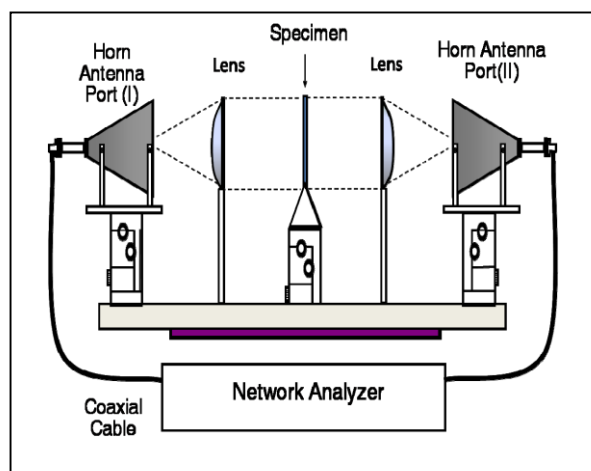 Specimen
Horn
Antenna
Port (I)
Lens
Lens
Horn Antenna
Port(II)
Network Analyzer
Coaxial
Cable